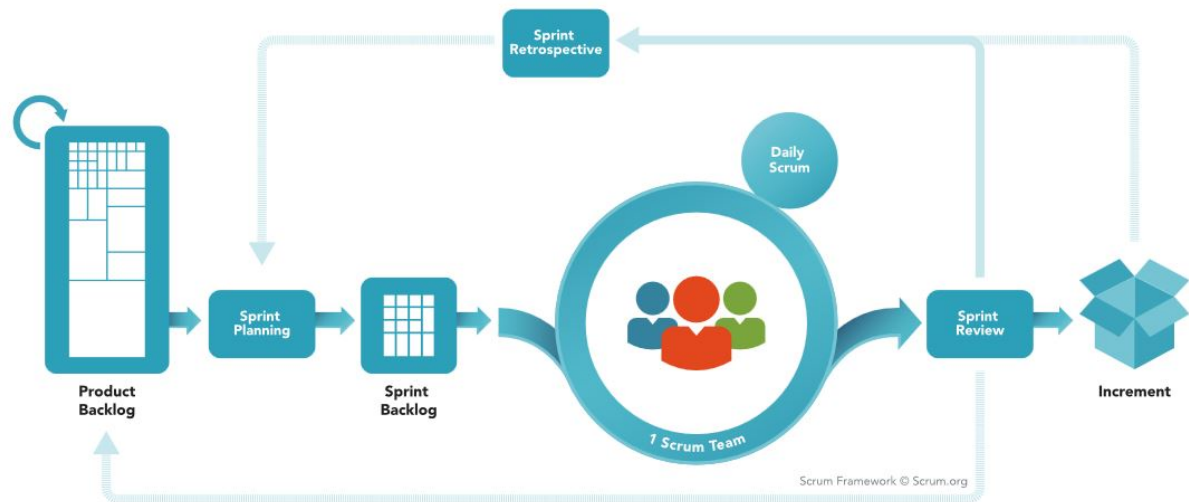 Sprint
Retrospective
Daily
Scrum
Sprint
Planning
Sprint
Review
Product
Backlog
Sprint
Backlog
Increment
1 Scrum Team
Scrum Framework © Scrum.org